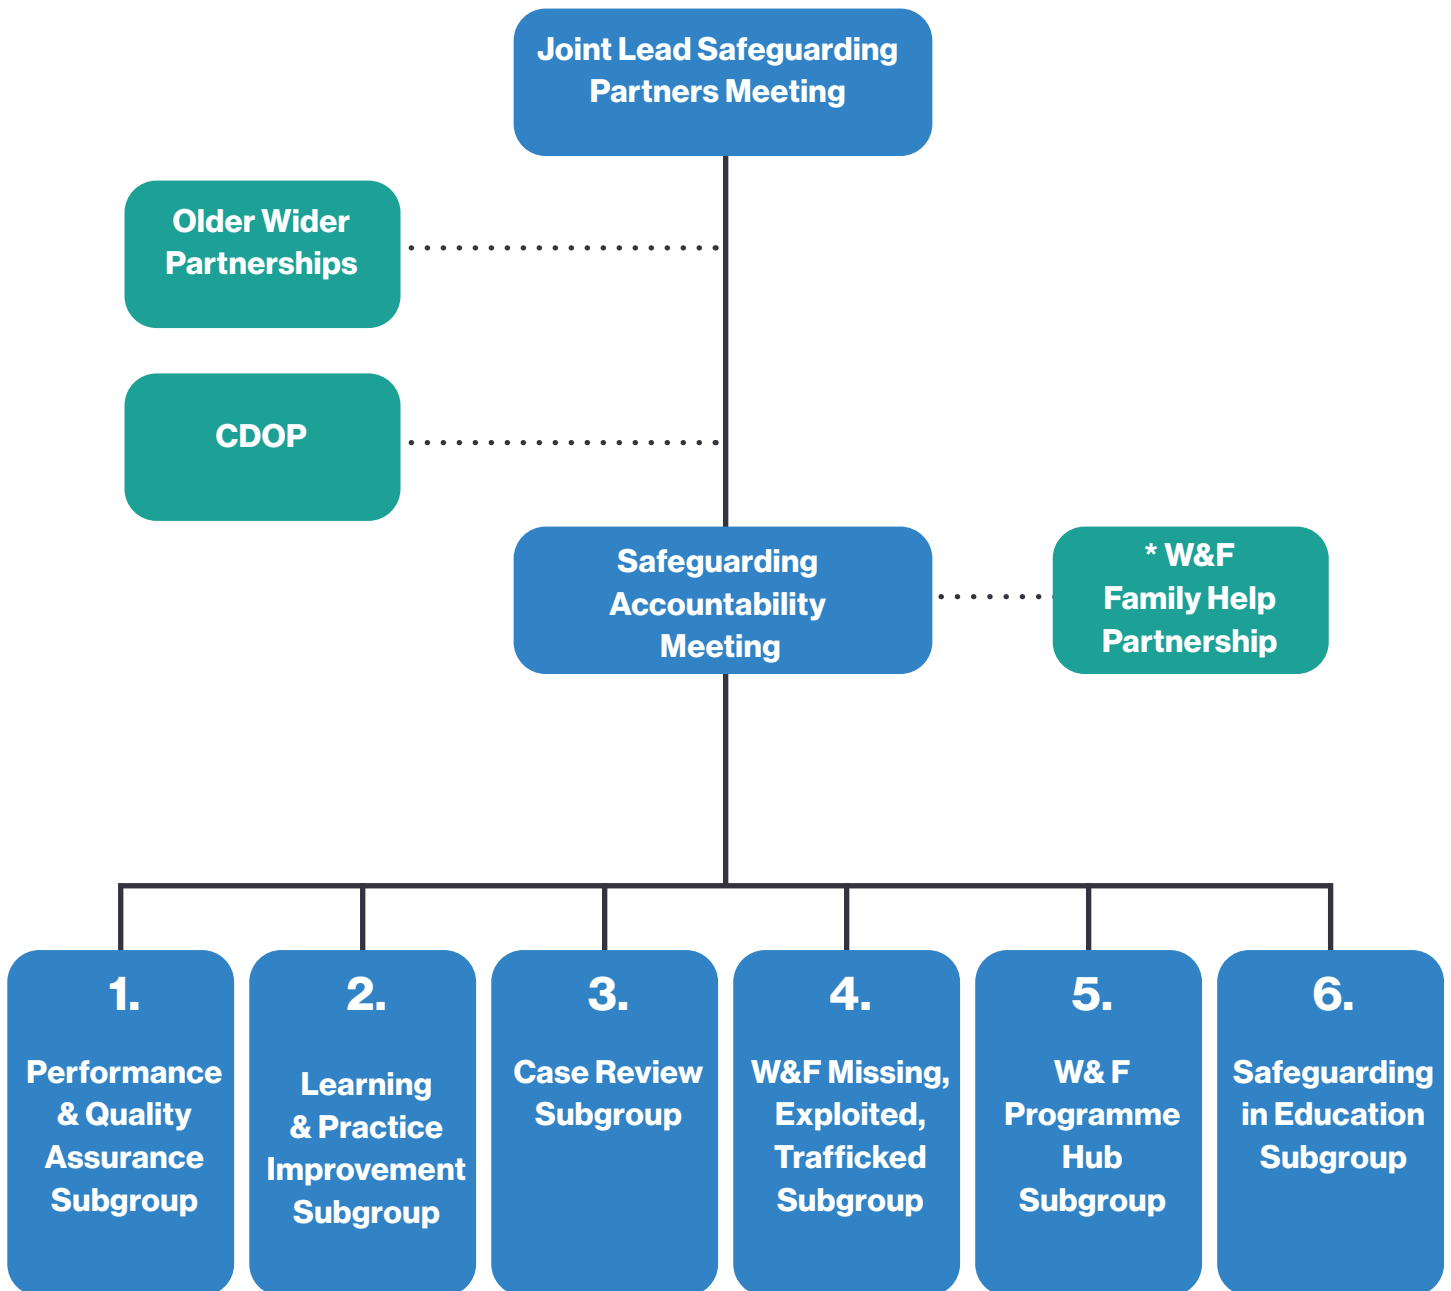 Joint Lead Safeguarding
Partners Meeting
Older Wider
Partnerships
CDOP
Safeguarding
Accountability
Meeting
* W&F
Family Help
Partnership
1.
Performance
& Quality
Assurance
Subgroup
2.
Learning
& Practice
Improvement
Subgroup
3.
Case Review
Subgroup
4.
W&F Missing,
Exploited,
Trafficked
Subgroup
5.
W& F
Programme
Hub
Subgroup
6.
Safeguarding
in Education
Subgroup